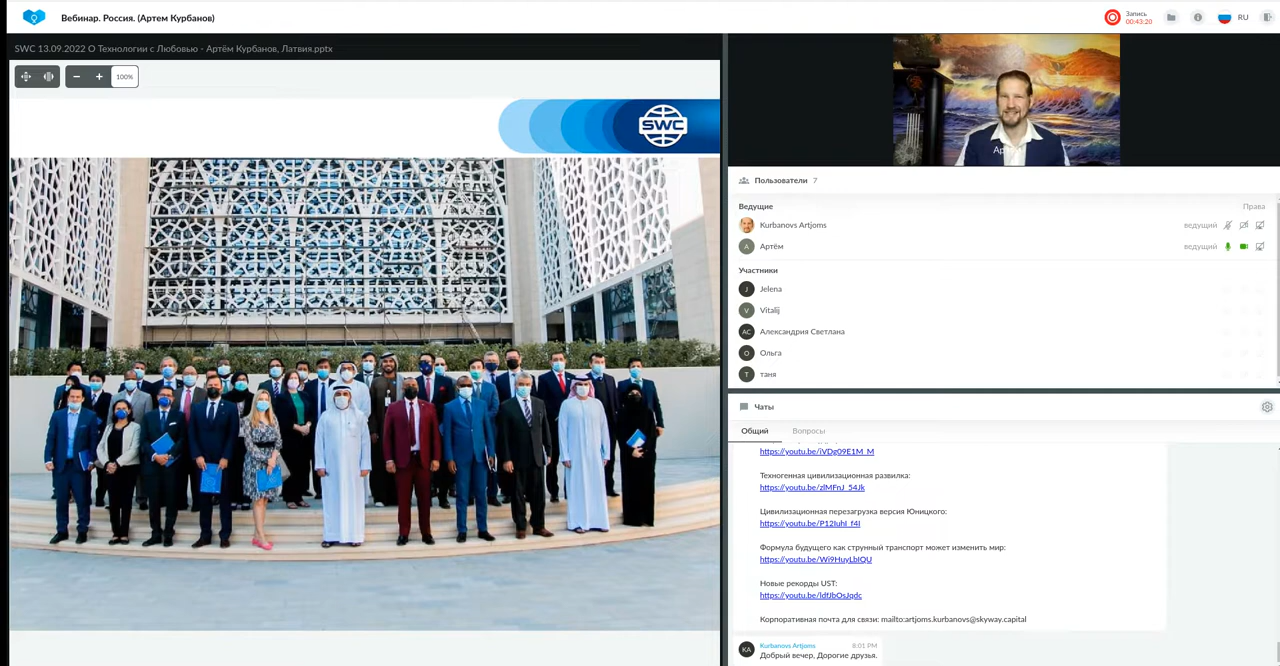 Вебинар. Россия. (Артем Курбанов)
Запись
00:43:20
RU
SWC 13.09.2022 О Технологии с Любовью - Артём Курбанов, Латвия.pptx
100%
SWC
Пользователи 7
Ведущие
Права
Kurbanovs Artjoms
ведущий
А
Артём
ведущий
Участники
J
Jelena
V
Vitalij
АС
Александрия Светлана
О
Ольга
Т
таня
Чаты
Общий
Вопросы
https://youtu.be/iVDg09E1M_M
Техногенная цивилизационная развилка:
https://youtu.be/zlMFnJ_54Jk
Цивилизационная перезагрузка версия Юницкого:
https://youtu.be/P12IuhI_f4I
Формула будущего как струнный транспорт может изменить мир:
https://youtu.be/Wi9HuyLbIQU
Новые рекорды UST:
https://youtu.be/ldfJbOsJqdc
Корпоративная почта для связи: mailto:artjoms.kurbanovs@skyway.capital
KA
Kurbanovs Artjoms
8:01 PM
Добрый вечер, Дорогие друзья.